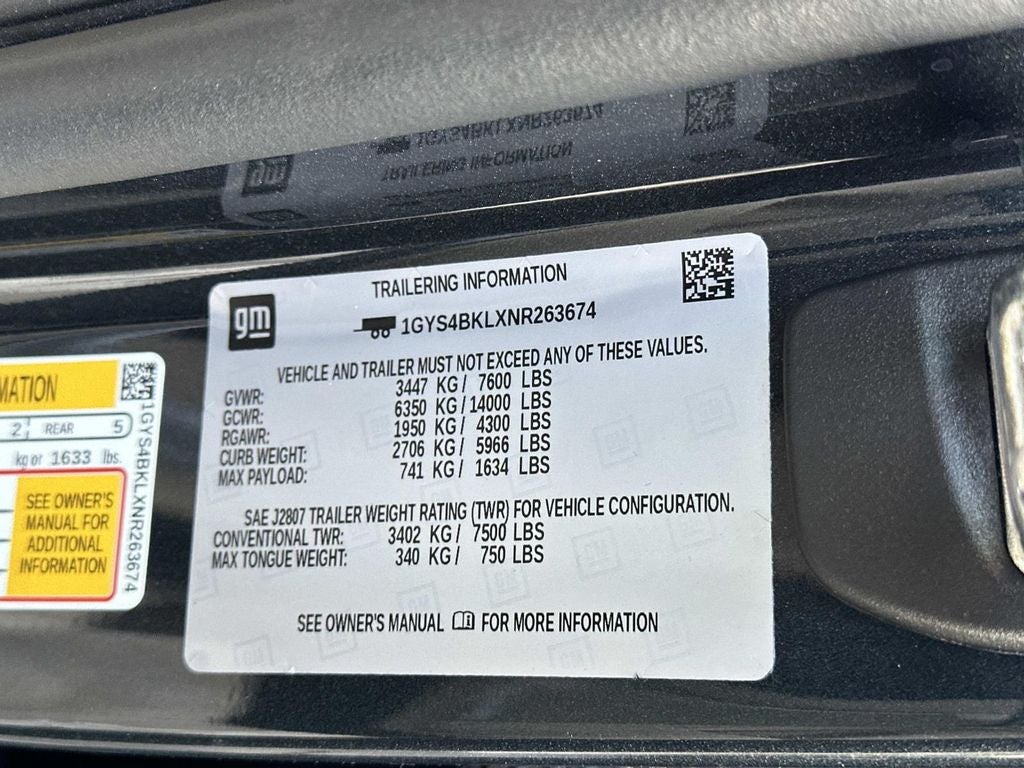 1GYS4BKLXNR263674
TRAILERING INFORMATION
gm
TRAILERING INFORMATION
1GYS4BKLXNR263674
VEHICLE AND TRAILER MUST NOT EXCEED ANY OF THESE VALUES.
GVWR: 3447 KG / 7600 LBS
GCWR: 6350 KG / 14000 LBS
RGAWR: 1950 KG / 4300 LBS
CURB WEIGHT: 2706 KG / 5966 LBS
MAX PAYLOAD: 741 KG / 1634 LBS
SAE J2807 TRAILER WEIGHT RATING (TWR) FOR VEHICLE CONFIGURATION.
CONVENTIONAL TWR: 3402 KG / 7500 LBS
MAX TONGUE WEIGHT: 340 KG / 750 LBS
SEE OWNER'S MANUAL FOR MORE INFORMATION
MATION
2 REAR 5
kg or 1633 lbs.
SEE OWNER'S
MANUAL FOR
ADDITIONAL
INFORMATION
1GYS4BKLXNR263674